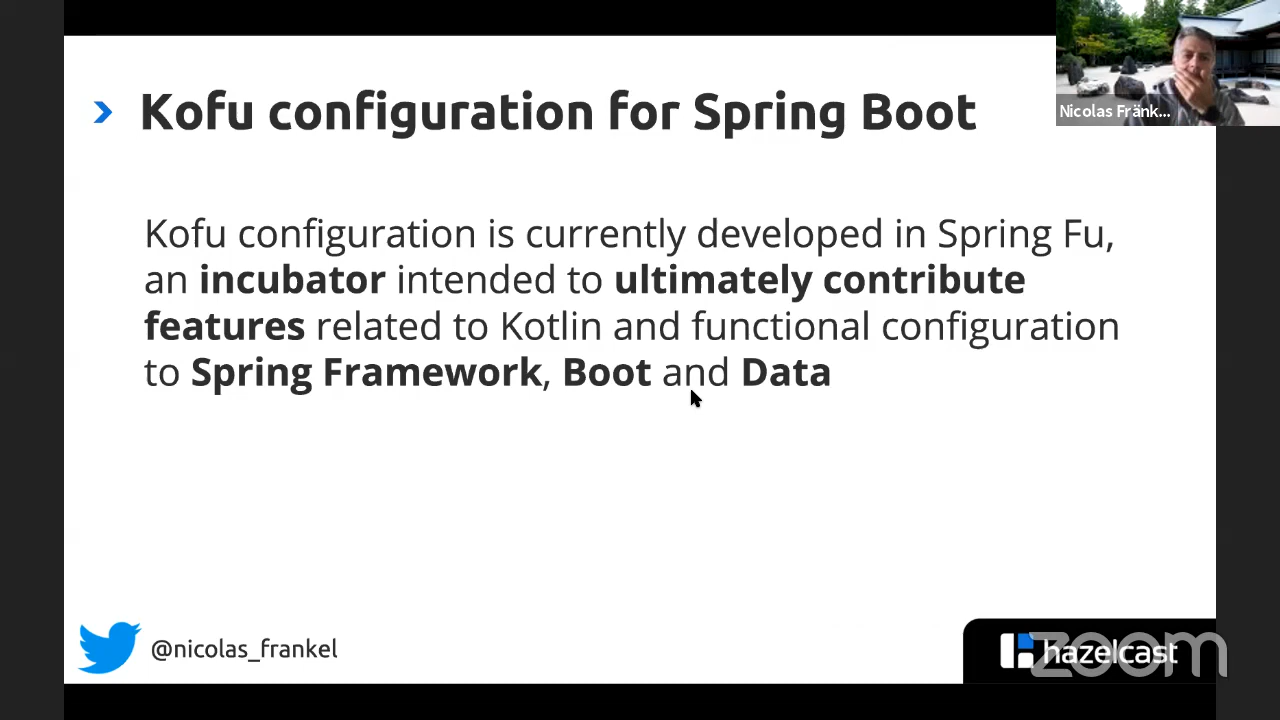 Kofu configuration for Spring Boot
Nicolas Fränk...
Kofu configuration is currently developed in Spring Fu,
an incubator intended to ultimately contribute
features related to Kotlin and functional configuration
to Spring Framework, Boot and Data
@nicolas_frankel
hazelcast
zoom